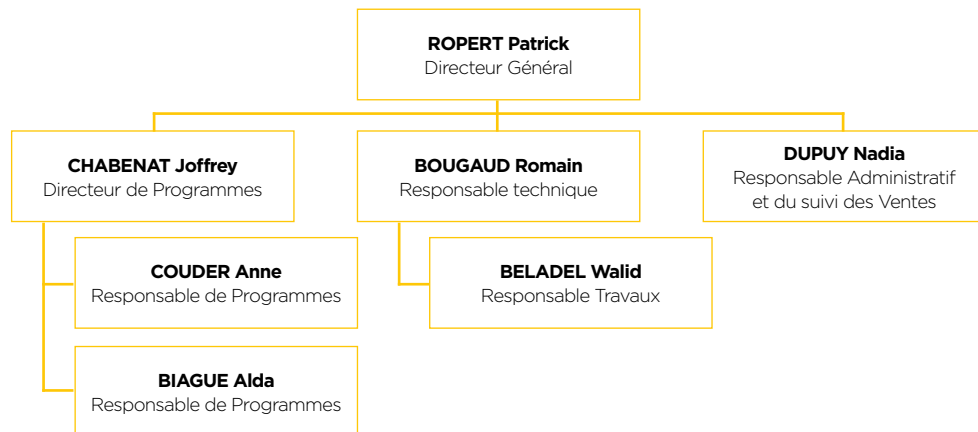 ROPERT Patrick
Directeur Général
CHABENAT Joffrey
Directeur de Programmes
BOUGAUD Romain
Responsable technique
DUPUY Nadia
Responsable Administratif
et du suivi des Ventes
COUDER Anne
Responsable de Programmes
BELADEL Walid
Responsable Travaux
BIAGUE Alda
Responsable de Programmes